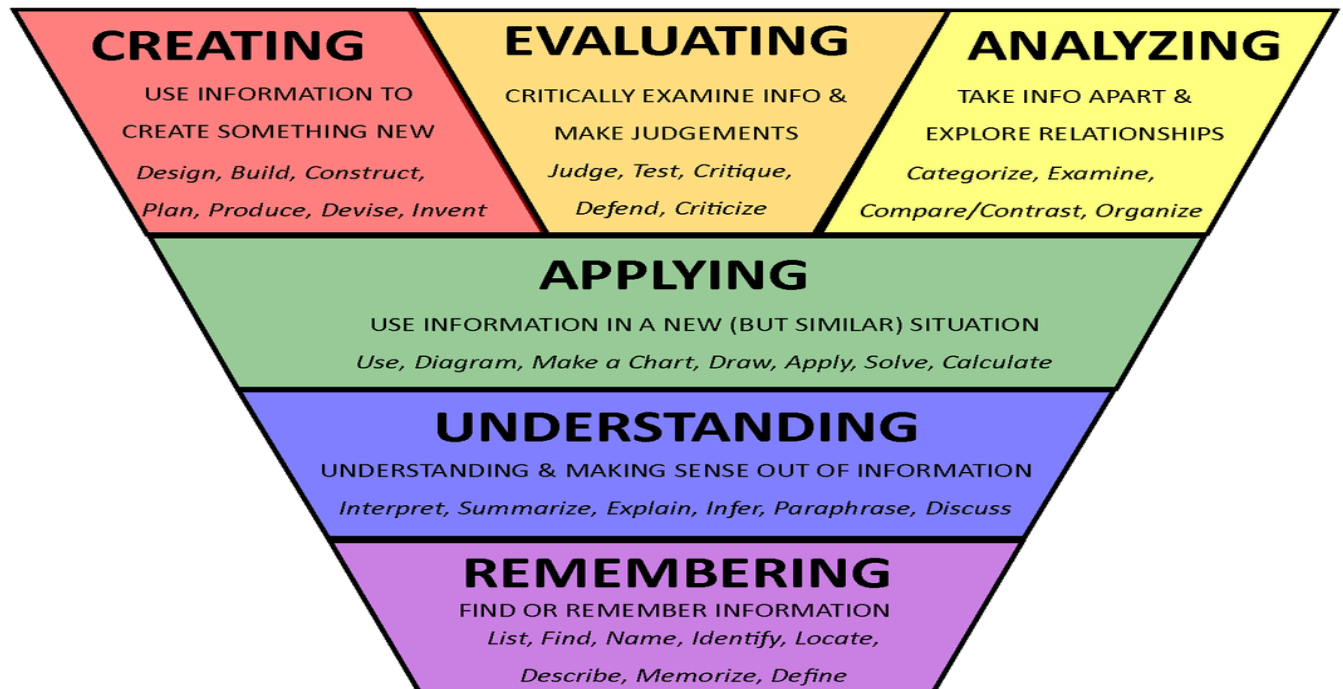 CREATING
USE INFORMATION TO
CREATE SOMETHING NEW
Design, Build, Construct,
Plan, Produce, Devise, Invent
EVALUATING
CRITICALLY EXAMINE INFO &
MAKE JUDGEMENTS
Judge, Test, Critique,
Defend, Criticize
ANALYZING
TAKE INFO APART &
EXPLORE RELATIONSHIPS
Categorize, Examine,
Compare/Contrast, Organize
APPLYING
USE INFORMATION IN A NEW (BUT SIMILAR) SITUATION
Use, Diagram, Make a Chart, Draw, Apply, Solve, Calculate
UNDERSTANDING
UNDERSTANDING & MAKING SENSE OUT OF INFORMATION
Interpret, Summarize, Explain, Infer, Paraphrase, Discuss
REMEMBERING
FIND OR REMEMBER INFORMATION
List, Find, Name, Identify, Locate,
Describe, Memorize, Define